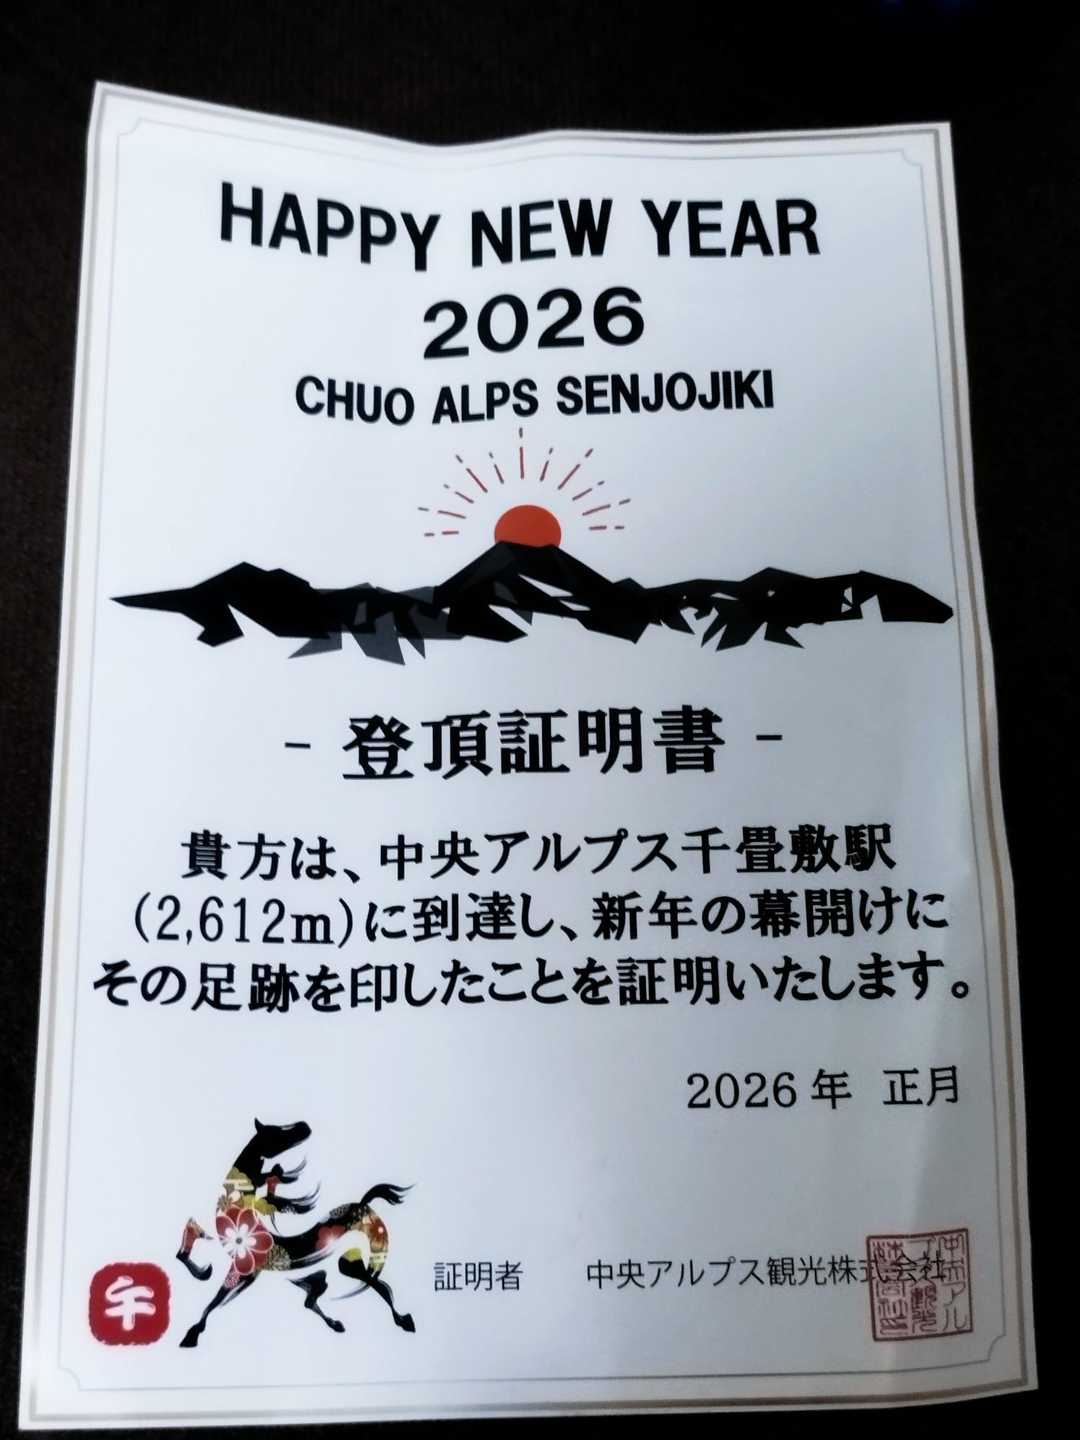 HAPPY NEW YEAR
2026
CHUO ALPS SENJOJIKI
- 登頂証明書 -
貴方は、中央アルプス千畳敷駅
(2,612m)に到達し、新年の幕開けに
その足跡を印したことを証明いたします。
2026年 正月
午
証明者 中央アルプス観光株式会社